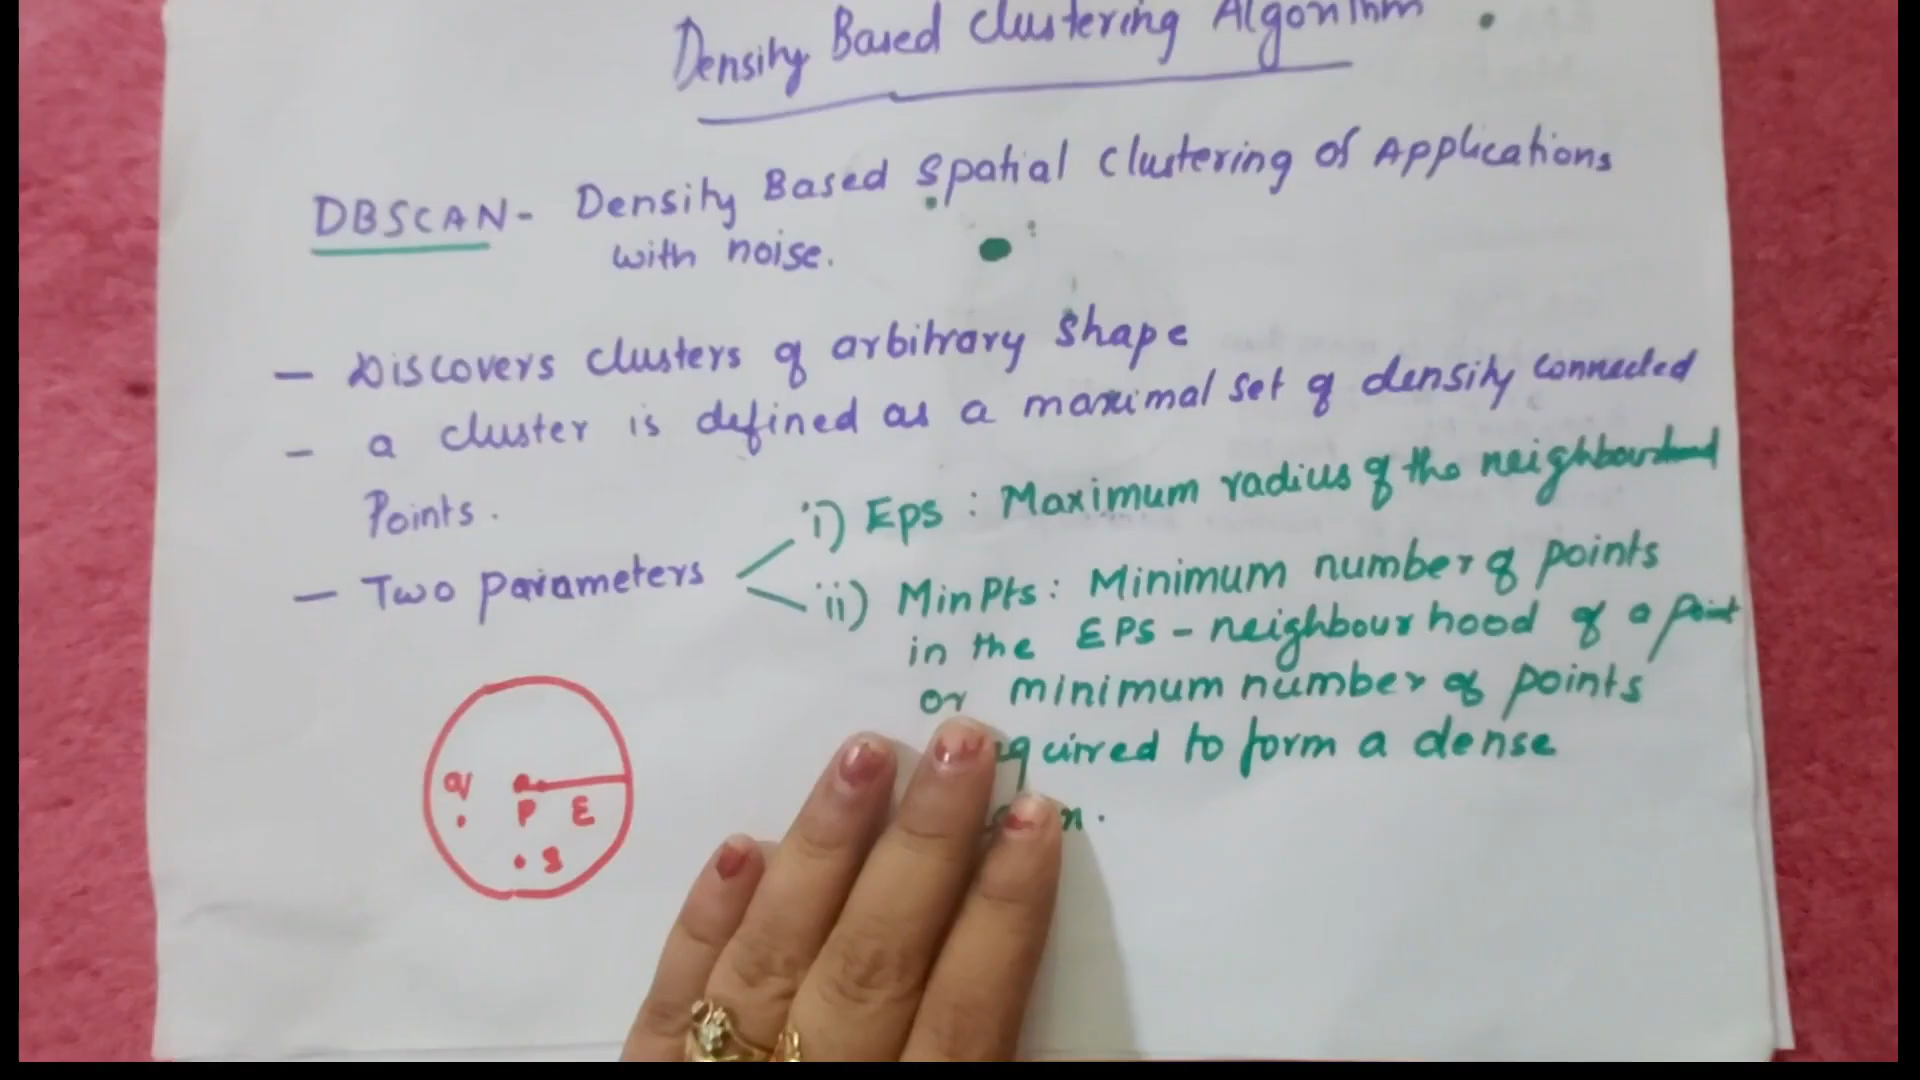 Density Based Clustering Algorithm
DBSCAN - Density Based Spatial Clustering of Applications
with noise.
- Discovers clusters of arbitrary shape
- a cluster is defined as a maximal set of density connected
Points.
- Two parameters
i) Eps : Maximum radius of the neighbourhood
ii) MinPts : Minimum number of points
in the EPS - neighbourhood of a point
or minimum number of points
quired to form a dense
n.
q
P E
S